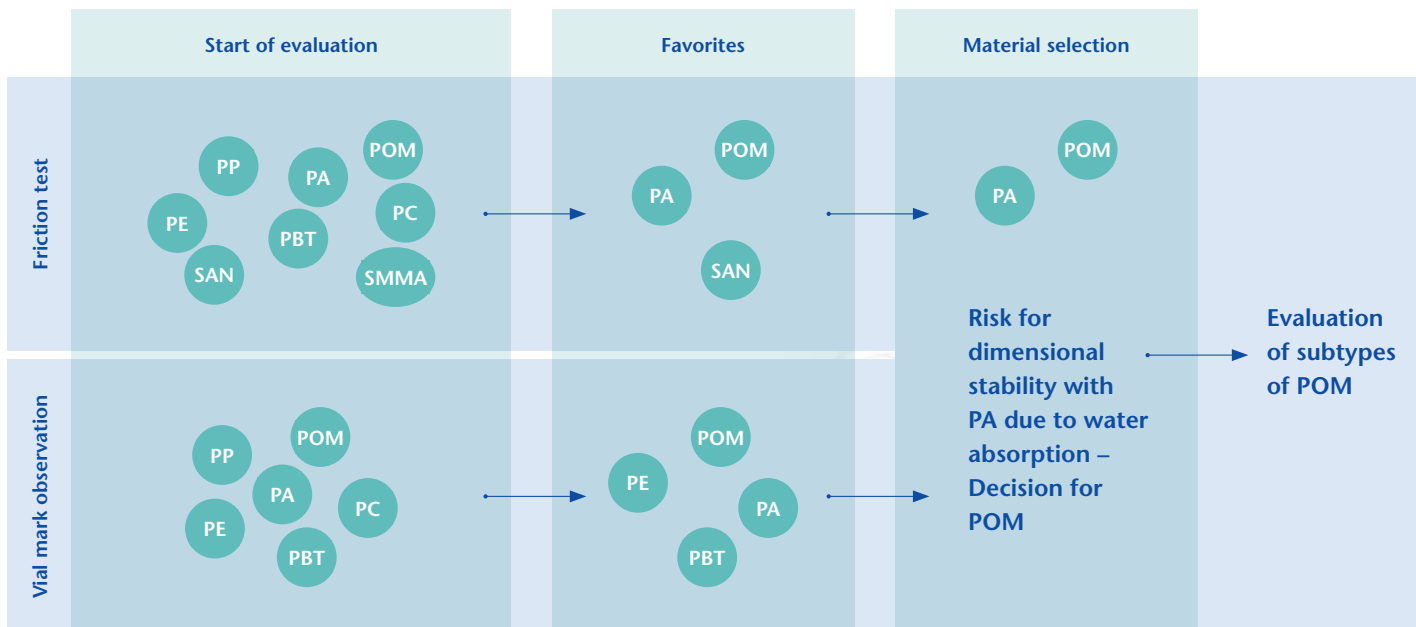 Start of evaluation
Favorites
Material selection
Friction test
PP
PA
POM
PE
PBT
PC
SAN
SMMA
POM
PA
SAN
POM
PA
Vial mark observation
PP
POM
PA
PC
PE
PBT
POM
PE
PA
PBT
Risk for
dimensional
stability with
PA due to water
absorption –
Decision for
POM
Evaluation
of subtypes
of POM